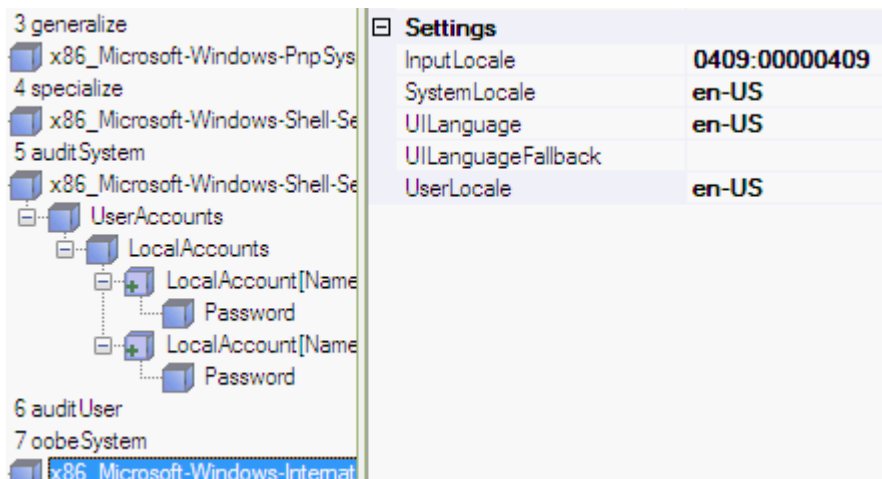 3 generalize
x86_Microsoft-Windows-PnpSys
4 specialize
x86_Microsoft-Windows-Shell-Se
5 auditSystem
x86_Microsoft-Windows-Shell-Se
UserAccounts
LocalAccounts
LocalAccount[Name
Password
LocalAccount[Name
Password
6 auditUser
7 oobeSystem
x86_Microsoft-Windows-Internat
Settings
InputLocale 0409:00000409
SystemLocale en-US
UILanguage en-US
UILanguageFallback
UserLocale en-US